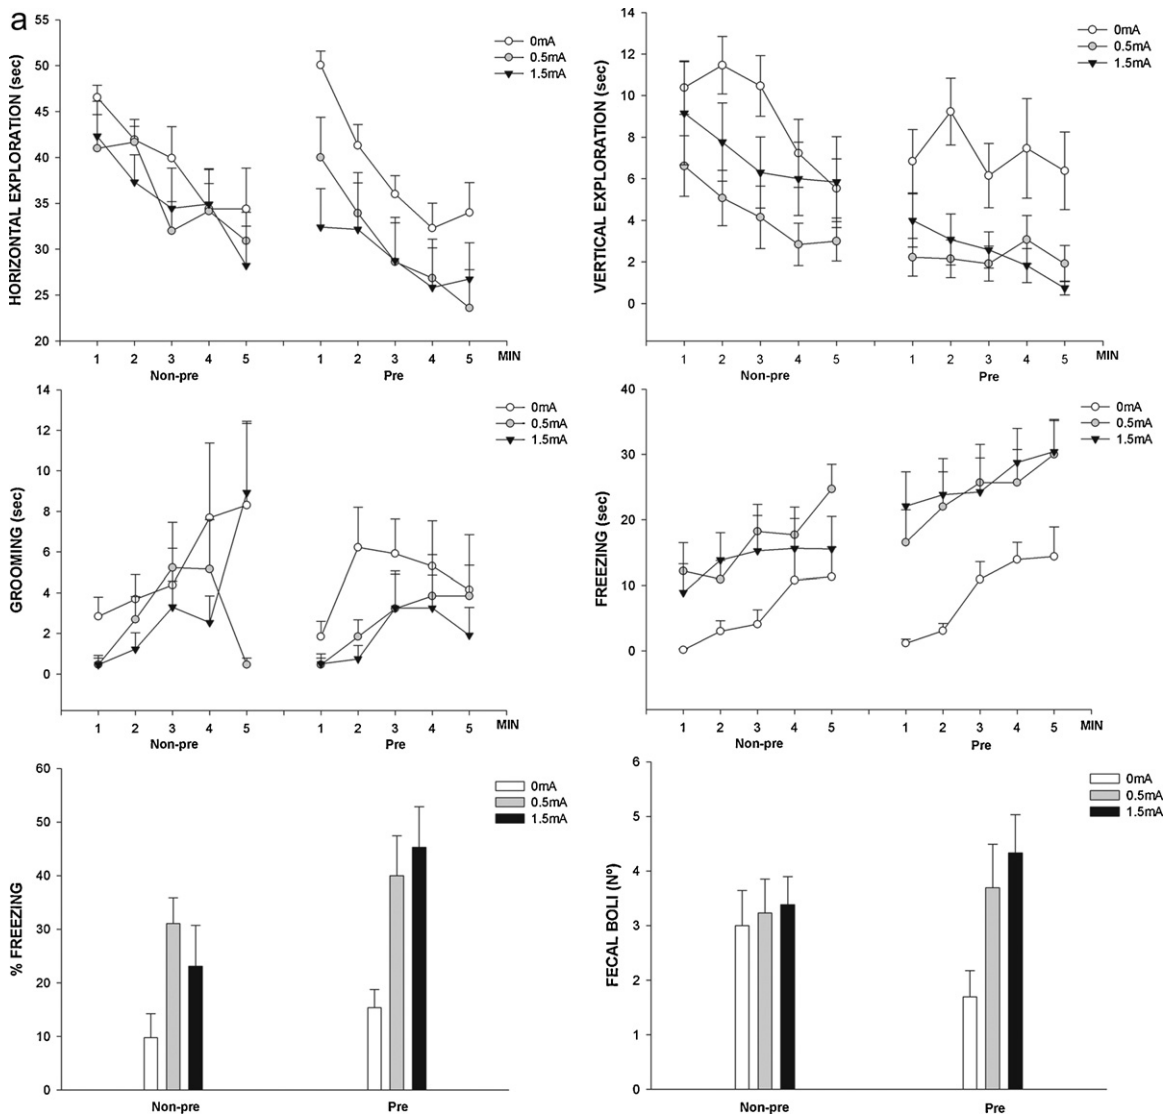 a
HORIZONTAL EXPLORATION (sec)
55
50
45
40
35
30
25
20
0mA
0.5mA
1.5mA
1 2 3 4 5 1 2 3 4 5 MIN
Non-pre Pre
VERTICAL EXPLORATION (sec)
14
12
10
8
6
4
2
0
0mA
0.5mA
1.5mA
1 2 3 4 5 1 2 3 4 5 MIN
Non-pre Pre
GROOMING (sec)
14
12
10
8
6
4
2
0
0mA
0.5mA
1.5mA
1 2 3 4 5 1 2 3 4 5 MIN
Non-pre Pre
FREEZING (sec)
40
30
20
10
0
0mA
0.5mA
1.5mA
1 2 3 4 5 1 2 3 4 5 MIN
Non-pre Pre
% FREEZING
60
50
40
30
20
10
0
0mA
0.5mA
1.5mA
Non-pre Pre
FECAL BOLI (Nº)
6
5
4
3
2
1
0
0mA
0.5mA
1.5mA
Non-pre Pre